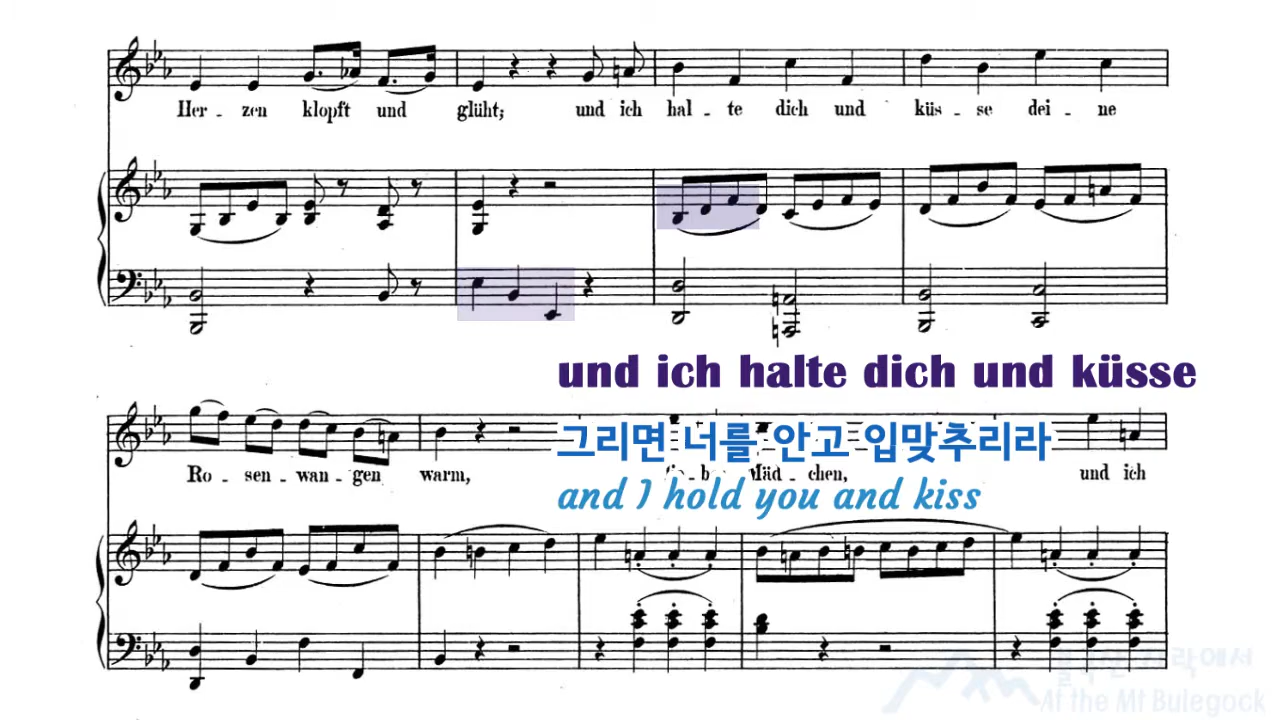 Her - zen klopft und glüht; und ich hal - te dich und küs - se dei - ne
und ich halte dich und küsse
그리면 너를 안고 입맞추리라
Ro - sen - wan - gen warm, Mäd - chen, und ich
and I hold you and kiss
At the Mt Bulegock